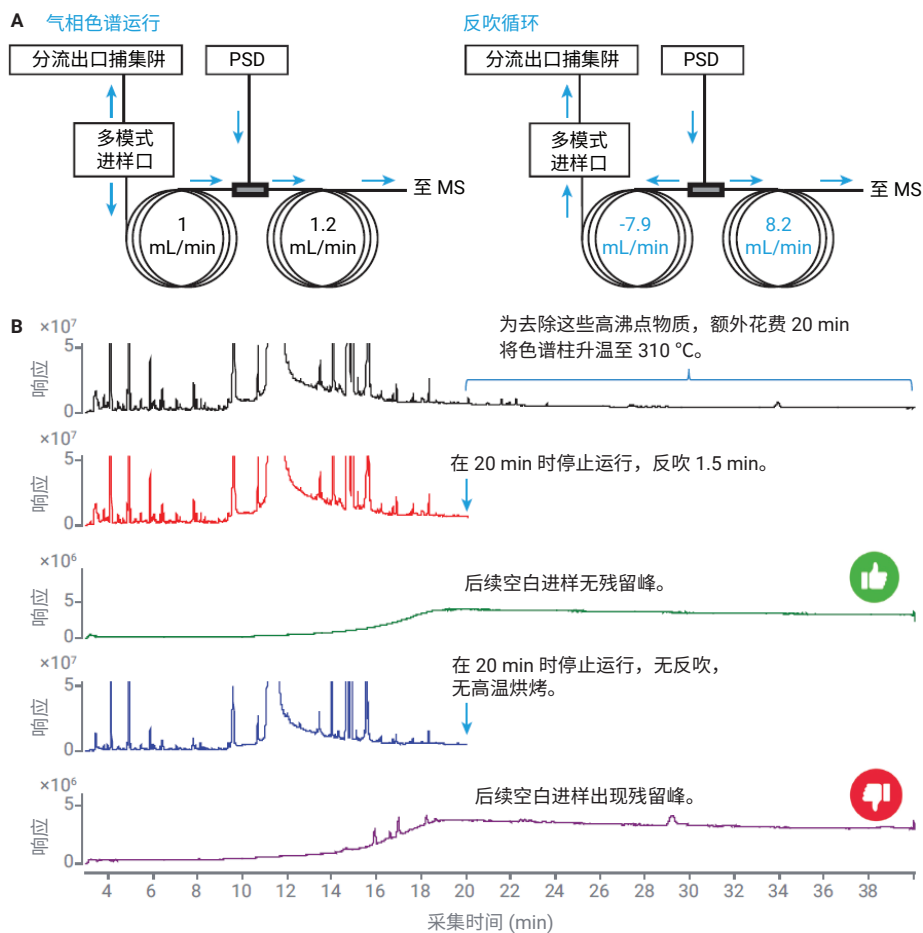 A 气相色谱运行
反吹循环
分流出口捕集阱
PSD
分流出口捕集阱
PSD
多模式
进样口
多模式
进样口
至 MS
至 MS
1
mL/min
1.2
mL/min
-7.9
mL/min
8.2
mL/min
B
×10⁷
5
0
响应
为去除这些高沸点物质，额外花费 20 min
将色谱柱升温至 310 °C。
×10⁷
5
0
响应
在 20 min 时停止运行，反吹 1.5 min。
×10⁶
5
0
响应
后续空白进样无残留峰。
×10⁷
5
0
响应
在 20 min 时停止运行，无反吹，
无高温烘烤。
×10⁶
5
0
响应
后续空白进样出现残留峰。
4 6 8 10 12 14 16 18 20 22 24 26 28 30 32 34 36 38
采集时间 (min)